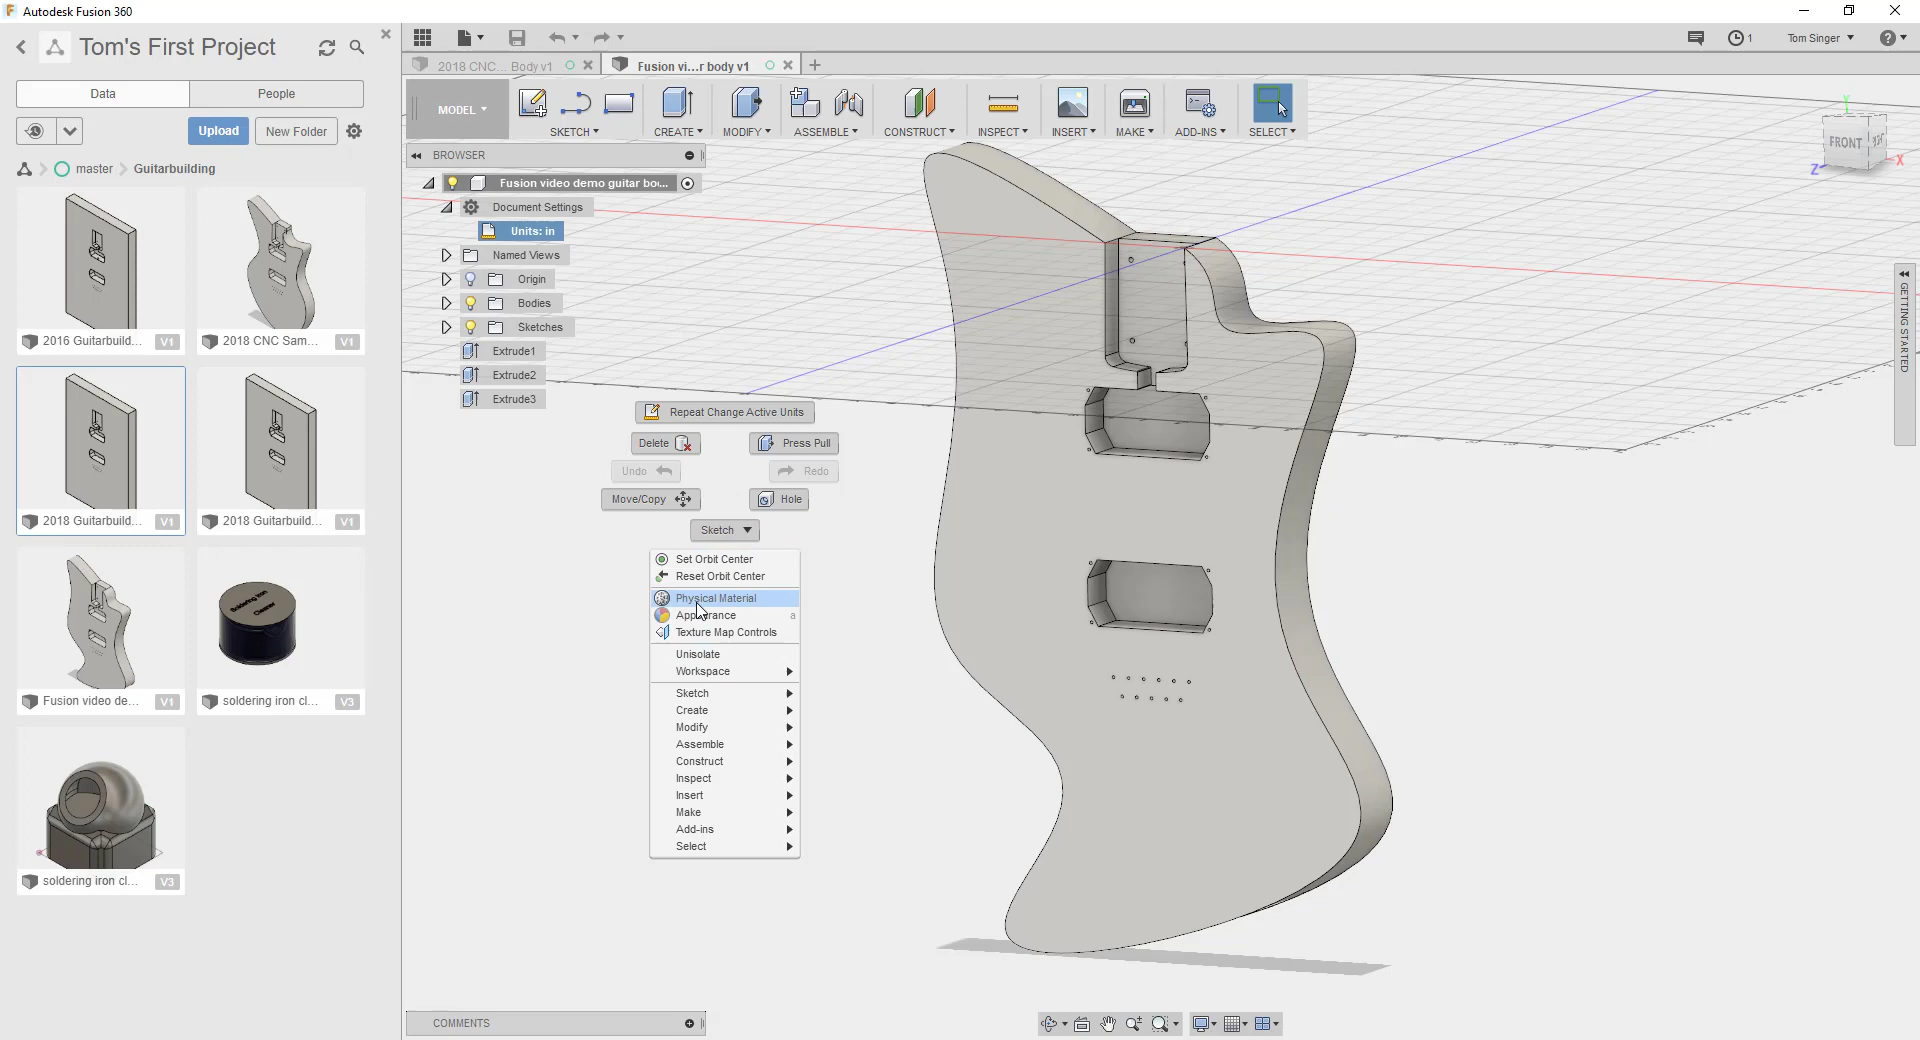 Autodesk Fusion 360
Tom's First Project
Data
People
Upload
New Folder
master
Guitarbuilding
2016 Guitarbuild... V1
2018 CNC Sam... V1
2018 Guitarbuild... V1
2018 Guitarbuild... V1
Fusion video de... V1
soldering iron cl... V3
Soldering Iron
Cleaner
soldering iron cl... V3
1
Tom Singer
2018 CNC... Body v1
Fusion vi...r body v1
MODEL
SKETCH
CREATE
MODIFY
ASSEMBLE
CONSTRUCT
INSPECT
INSERT
MAKE
ADD-INS
SELECT
BROWSER
Fusion video demo guitar bo...
Document Settings
Units: in
Named Views
Origin
Bodies
Sketches
Extrude1
Extrude2
Extrude3
Repeat Change Active Units
Delete
Press Pull
Undo
Redo
Move/Copy
Hole
Sketch
Set Orbit Center
Reset Orbit Center
Physical Material
Appearance a
Texture Map Controls
Unisolate
Workspace
Sketch
Create
Modify
Assemble
Construct
Inspect
Insert
Make
Add-ins
Select
Y
FRONT
X
Z
GETTING STARTED
COMMENTS